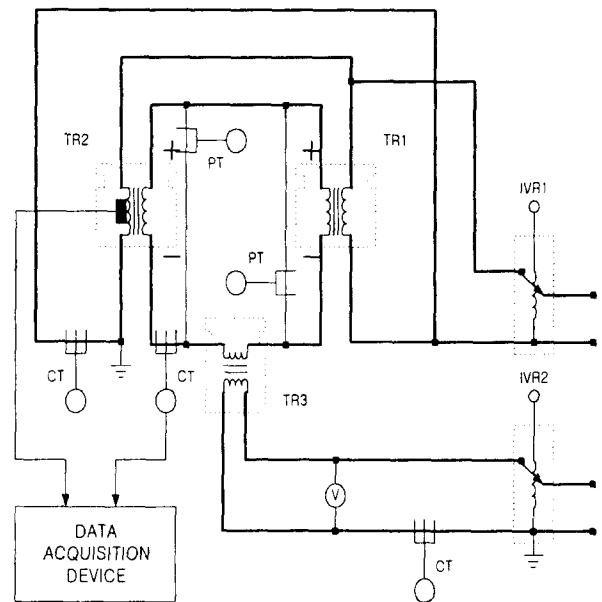 TR2
PT
TR1
+
+
IVR1
−
PT
−
CT
CT
TR3
IVR2
V
DATA
ACQUISITION
DEVICE
CT